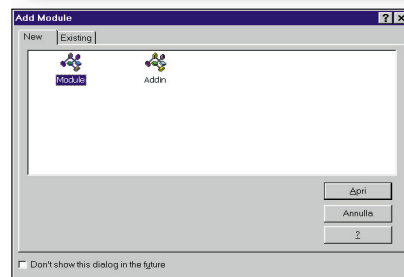 Add Module
New Existing
Module Addin
Apri
Annulla
?
Don't show this dialog in the future